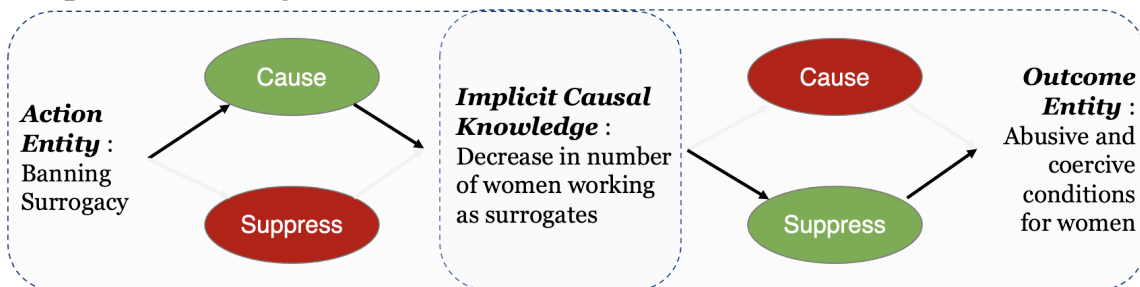 Action
Entity :
Banning
Surrogacy
Cause
Suppress
Implicit Causal
Knowledge :
Decrease in number
of women working
as surrogates
Cause
Suppress
Outcome
Entity :
Abusive and
coercive
conditions
for women